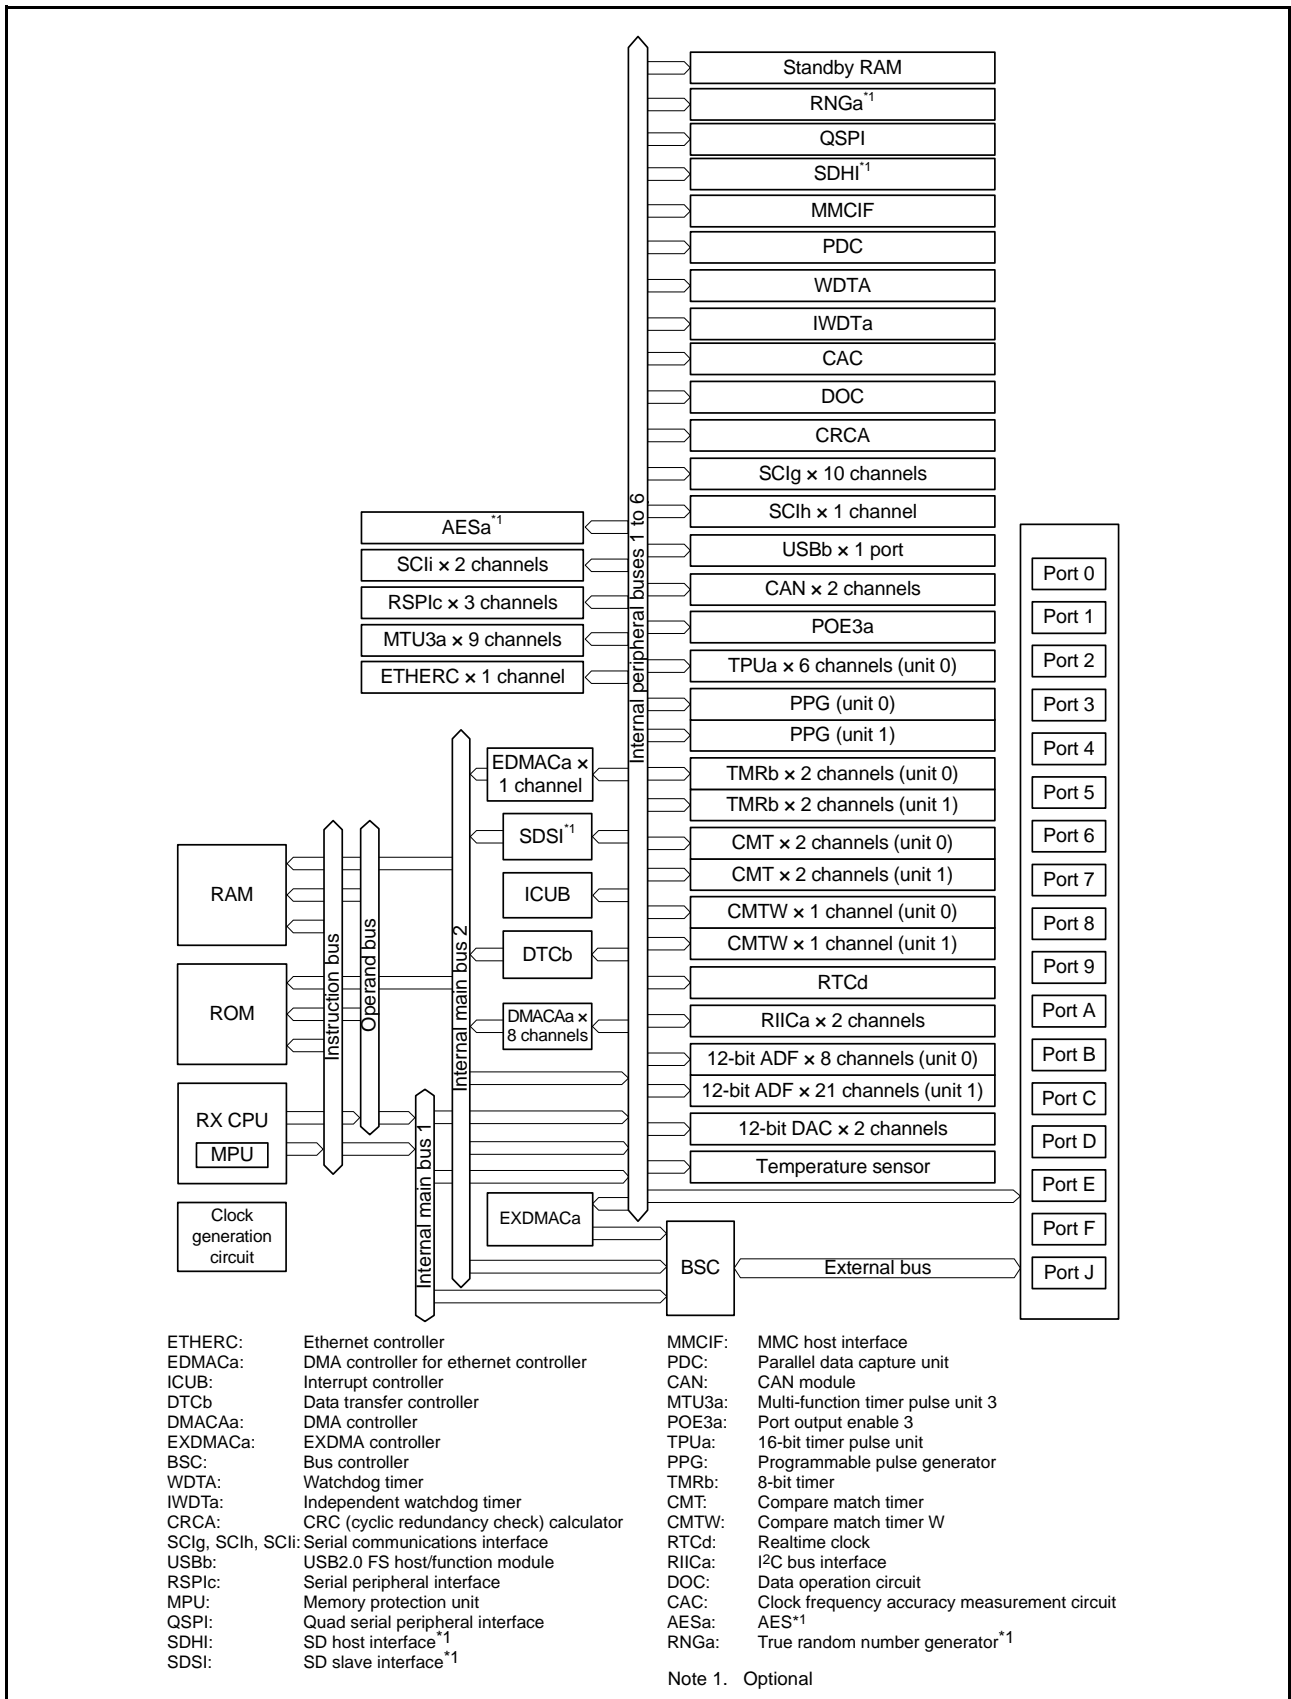 Standby RAM
RNGa*1
QSPI
SDHI*1
MMCIF
PDC
WDTA
IWDTa
CAC
DOC
CRCA
SCIg × 10 channels
SCIh × 1 channel
USBb × 1 port
CAN × 2 channels
POE3a
TPUa × 6 channels (unit 0)
PPG (unit 0)
PPG (unit 1)
TMRb × 2 channels (unit 0)
TMRb × 2 channels (unit 1)
CMT × 2 channels (unit 0)
CMT × 2 channels (unit 1)
CMTW × 1 channel (unit 0)
CMTW × 1 channel (unit 1)
RTCd
RIICa × 2 channels
12-bit ADF × 8 channels (unit 0)
12-bit ADF × 21 channels (unit 1)
12-bit DAC × 2 channels
Temperature sensor
Internal peripheral buses 1 to 6
AESa*1
SCIi × 2 channels
RSPIc × 3 channels
MTU3a × 9 channels
ETHERC × 1 channel
EDMACa ×
1 channel
SDSI*1
ICUB
DTCb
DMACAa ×
8 channels
EXDMACa
Internal main bus 2
Internal main bus 1
Operand bus
Instruction bus
RAM
ROM
RX CPU
MPU
Clock
generation
circuit
BSC
External bus
Port 0
Port 1
Port 2
Port 3
Port 4
Port 5
Port 6
Port 7
Port 8
Port 9
Port A
Port B
Port C
Port D
Port E
Port F
Port J
ETHERC: Ethernet controller
EDMACa: DMA controller for ethernet controller
ICUB: Interrupt controller
DTCb Data transfer controller
DMACAa: DMA controller
EXDMACa: EXDMA controller
BSC: Bus controller
WDTA: Watchdog timer
IWDTa: Independent watchdog timer
CRCA: CRC (cyclic redundancy check) calculator
SCIg, SCIh, SCIi: Serial communications interface
USBb: USB2.0 FS host/function module
RSPIc: Serial peripheral interface
MPU: Memory protection unit
QSPI: Quad serial peripheral interface
SDHI: SD host interface*1
SDSI: SD slave interface*1
MMCIF: MMC host interface
PDC: Parallel data capture unit
CAN: CAN module
MTU3a: Multi-function timer pulse unit 3
POE3a: Port output enable 3
TPUa: 16-bit timer pulse unit
PPG: Programmable pulse generator
TMRb: 8-bit timer
CMT: Compare match timer
CMTW: Compare match timer W
RTCd: Realtime clock
RIICa: I2C bus interface
DOC: Data operation circuit
CAC: Clock frequency accuracy measurement circuit
AESa: AES*1
RNGa: True random number generator*1
Note 1. Optional